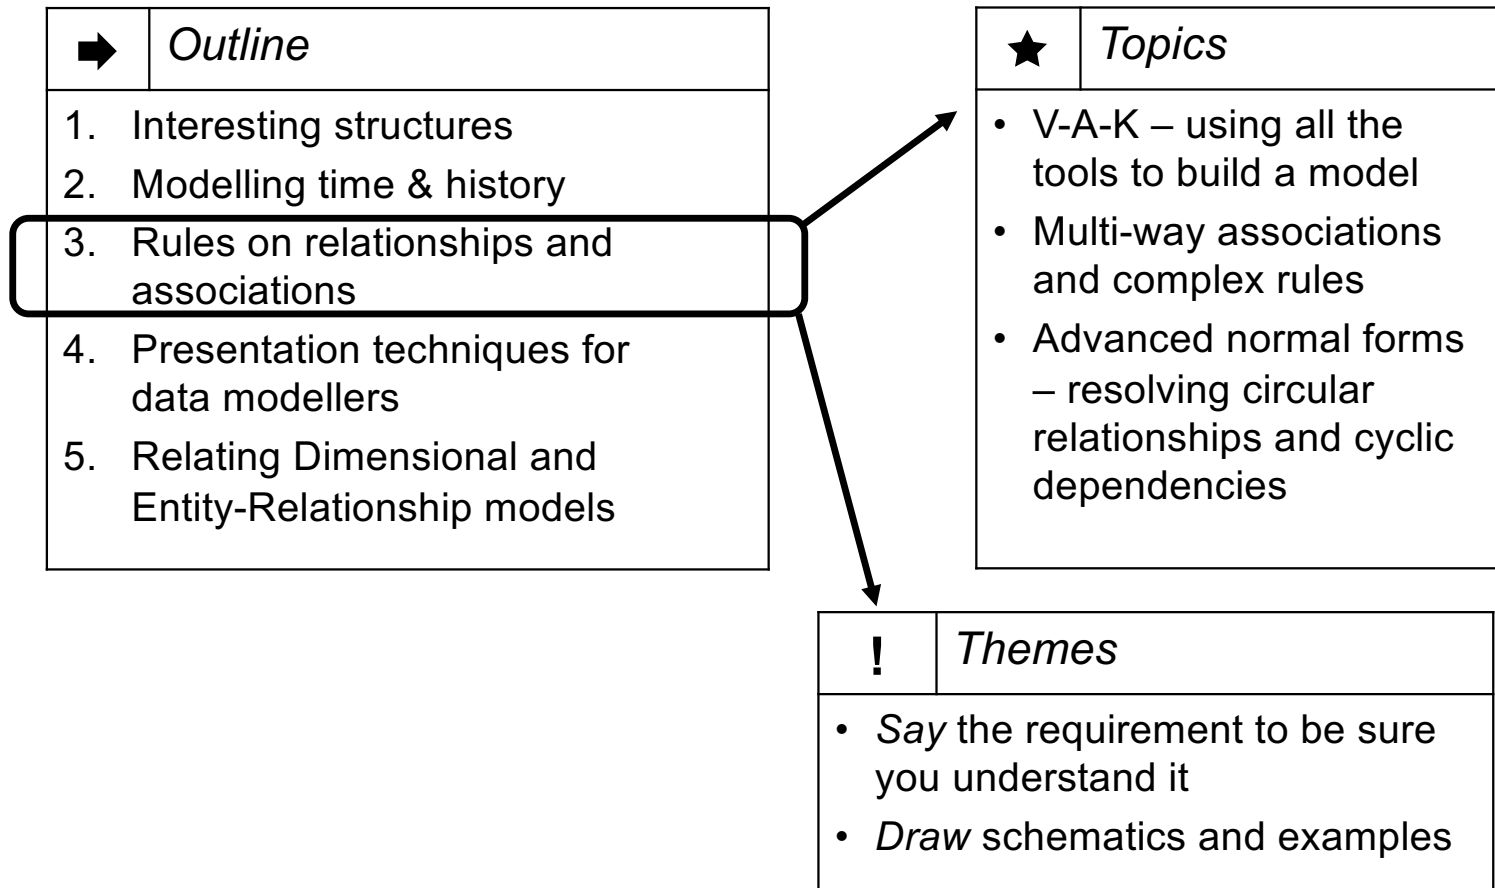 Outline
1. Interesting structures
2. Modelling time & history
3. Rules on relationships and
associations
4. Presentation techniques for
data modellers
5. Relating Dimensional and
Entity-Relationship models
Topics
• V-A-K – using all the
tools to build a model
• Multi-way associations
and complex rules
• Advanced normal forms
– resolving circular
relationships and cyclic
dependencies
! Themes
• Say the requirement to be sure
you understand it
• Draw schematics and examples